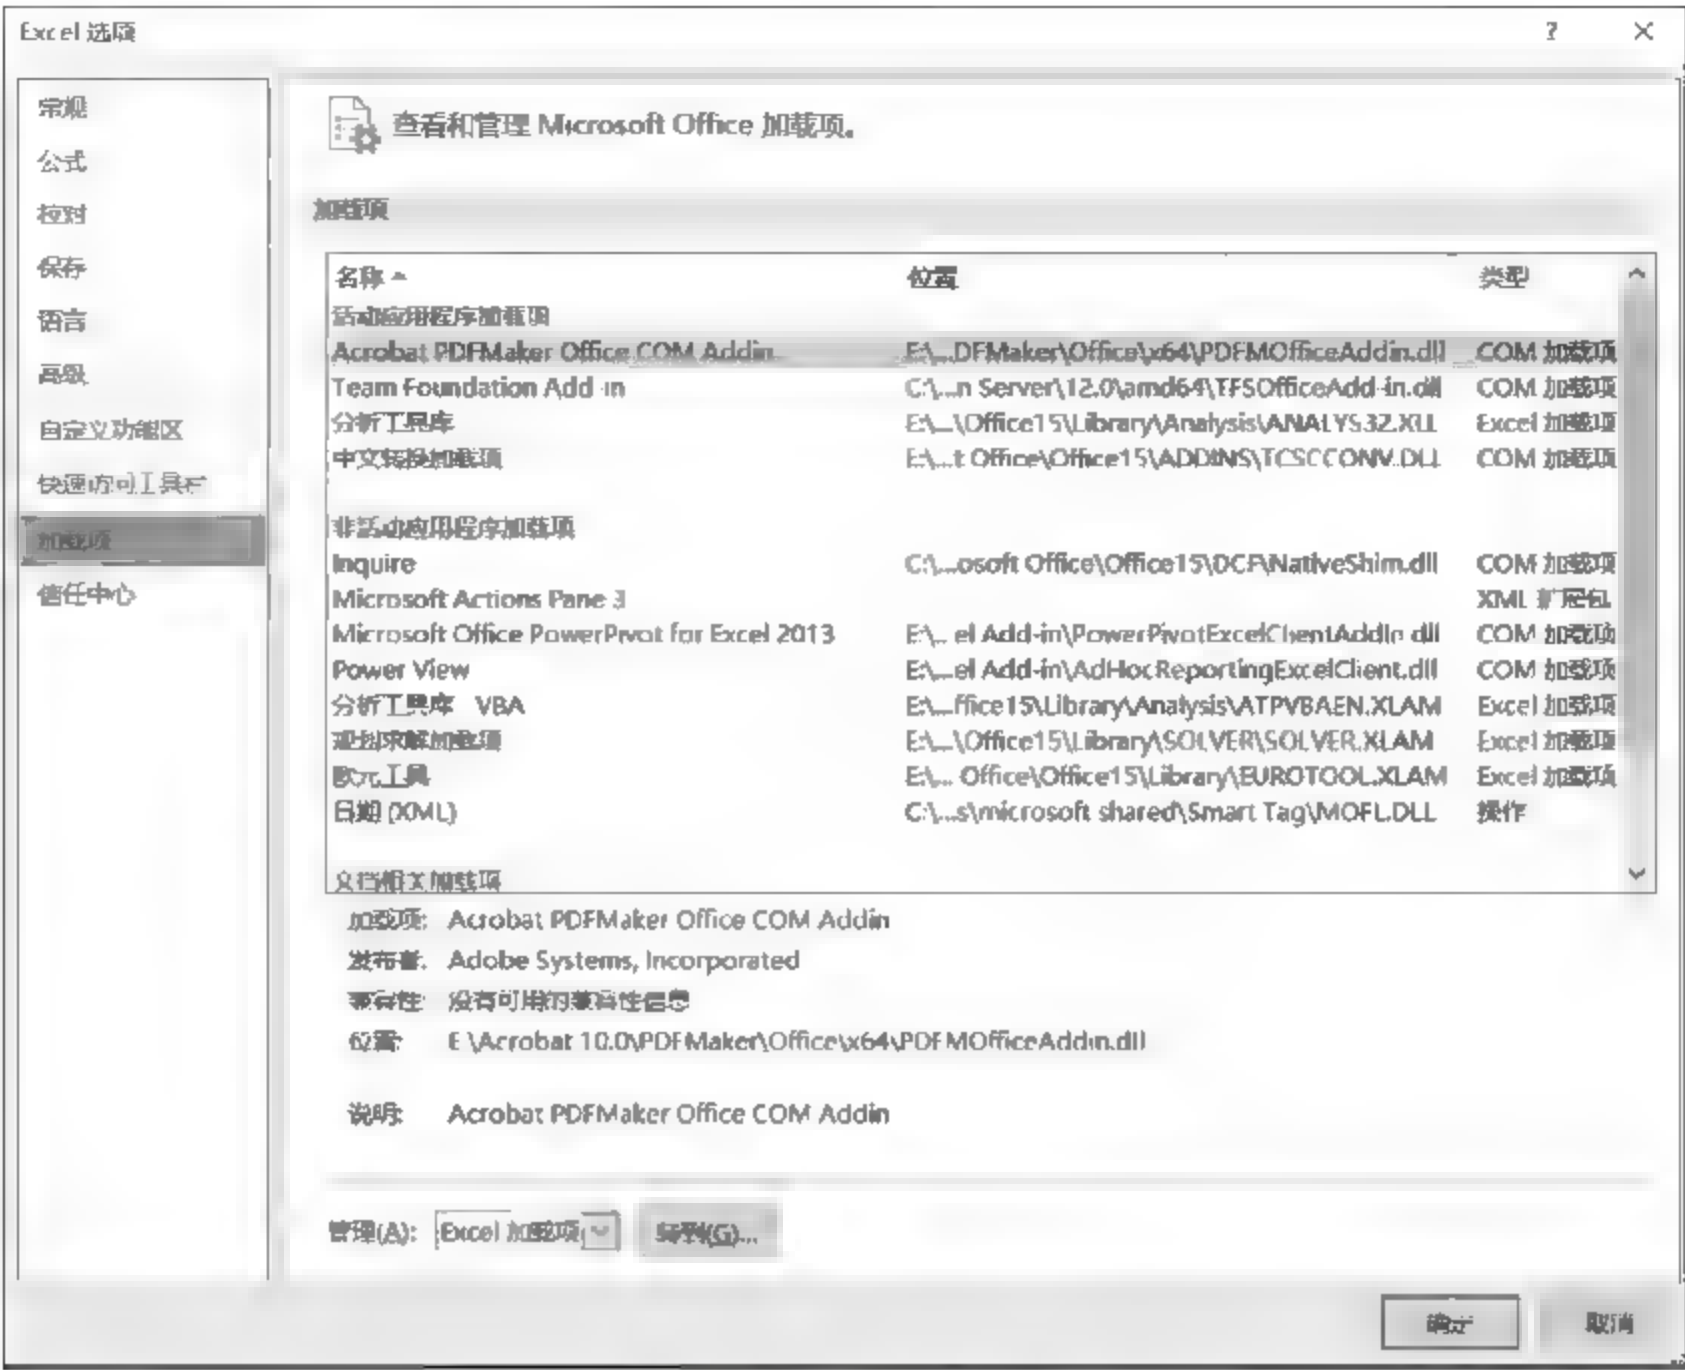 Excel 选项
?
常规
公式
校对
保存
语言
高级
自定义功能区
快速访问工具栏
加载项
信任中心
查看和管理 Microsoft Office 加载项。
加载项
名称 位置 类型
活动应用程序加载项
Acrobat PDFMaker Office COM Addin E:\...DFMaker\Office\x64\PDFMOfficeAddin.dll COM 加载项
Team Foundation Add-in C:\...n Server\12.0\amd64\TFSOfficeAdd-in.dll COM 加载项
分析工具库 E:\...\Office15\Library\Analysis\ANALYS32.XLL Excel 加载项
中文转换加载项 E:\...t Office\Office15\ADDINS\TCSCCONV.DLL COM 加载项
非活动应用程序加载项
Inquire C:\...osoft Office\Office15\DCF\NativeShim.dll COM 加载项
Microsoft Actions Pane 3 XML 扩展包
Microsoft Office PowerPivot for Excel 2013 E:\... el Add-in\PowerPivotExcelClientAddIn.dll COM 加载项
Power View E:\...el Add-in\AdHocReportingExcelClient.dll COM 加载项
分析工具库 - VBA E:\...ffice15\Library\Analysis\ATPVBAEN.XLAM Excel 加载项
规划求解加载项 E:\...\Office15\Library\SOLVER\SOLVER.XLAM Excel 加载项
欧元工具 E:\... Office\Office15\Library\EUROTOOL.XLAM Excel 加载项
日期 (XML) C:\...s\microsoft shared\Smart Tag\MOFL.DLL 操作
文档相关加载项
加载项: Acrobat PDFMaker Office COM Addin
发布者: Adobe Systems, Incorporated
兼容性: 没有可用的兼容性信息
位置: E:\Acrobat 10.0\PDFMaker\Office\x64\PDFMOfficeAddin.dll
说明: Acrobat PDFMaker Office COM Addin
管理(A): Excel 加载项 转到(G)...
确定 取消